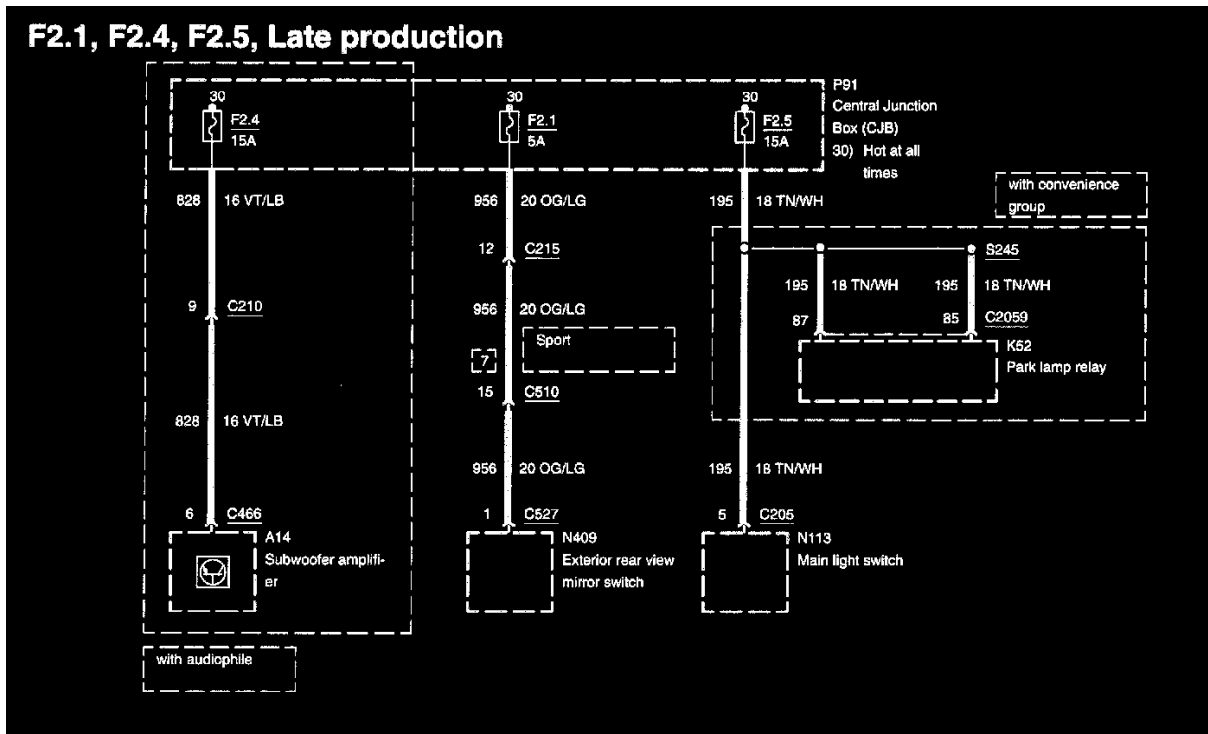 F2.1, F2.4, F2.5, Late production
30
30
30
P91
Central Junction
Box (CJB)
30) Hot at all
times
F2.4
15A
F2.1
5A
F2.5
15A
with convenience
group
828 16 VT/LB
956 20 OG/LG
195 18 TN/WH
12 C215
S245
195 18 TN/WH
195 18 TN/WH
9 C210
956 20 OG/LG
87
85 C2059
Sport
K52
Park lamp relay
7
15 C510
828 16 VT/LB
956 20 OG/LG
195 18 TN/WH
6 C466
1 C527
5 C205
A14
Subwoofer amplifi-
er
N409
Exterior rear view
mirror switch
N113
Main light switch
with audiophile